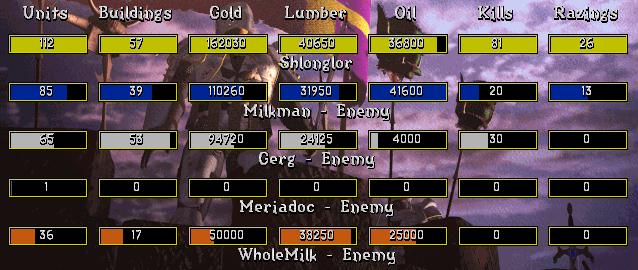 Units Buildings Gold Lumber Oil Kills Razings
112 57 162030 40650 36800 81 26
Shlonglor
85 39 110260 31950 41600 20 13
Milkman - Enemy
65 53 94720 24125 4000 30 0
Gerg - Enemy
1 0 0 0 0 0 0
Meriadoc - Enemy
36 17 50000 38250 25000 0 0
WholeMilk - Enemy